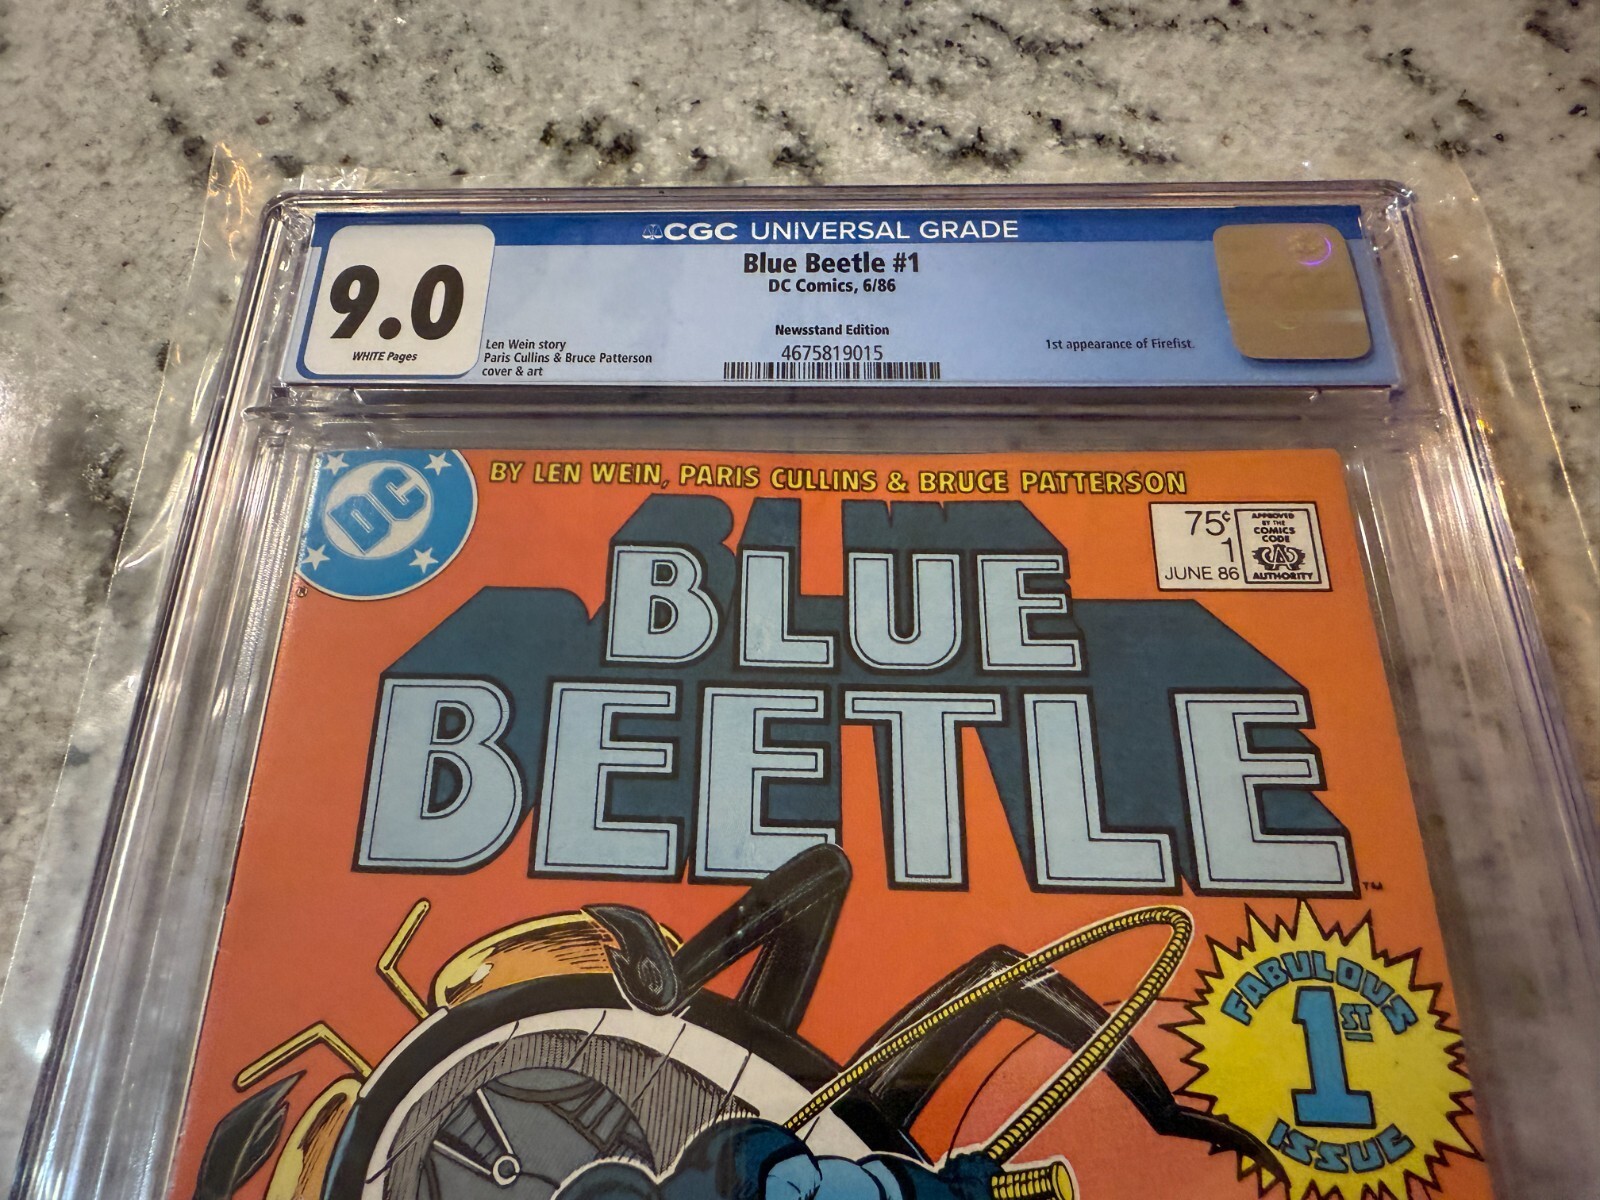 CGC UNIVERSAL GRADE
9.0
WHITE Pages
Blue Beetle #1
DC Comics, 6/86
Newsstand Edition
4675819015
Len Wein story
Paris Cullins & Bruce Patterson
cover & art
1st appearance of Firefist.
DC
®
BY LEN WEIN, PARIS CULLINS & BRUCE PATTERSON
75¢
1
JUNE 86
APPROVED
BY THE
COMICS
CODE
CA
AUTHORITY
BLUE
BEETLE
™
FABULOUS
1ST
ISSUE